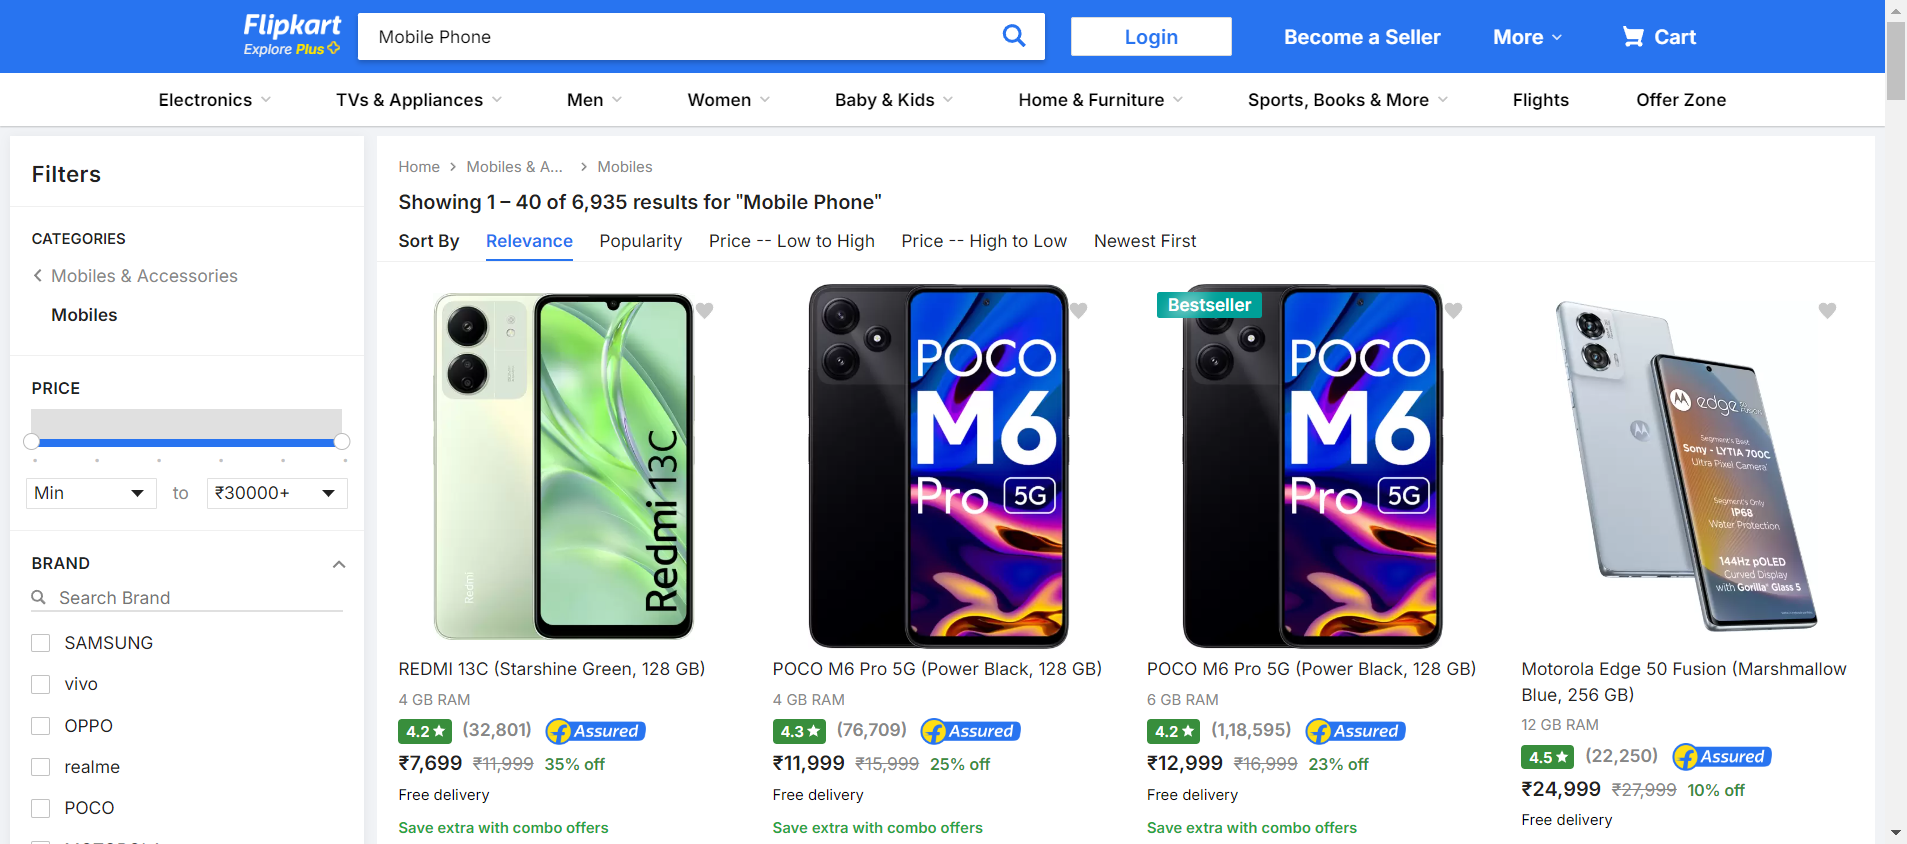 Flipkart
Explore Plus
Mobile Phone
Login
Become a Seller
More
Cart
Electronics
TVs & Appliances
Men
Women
Baby & Kids
Home & Furniture
Sports, Books & More
Flights
Offer Zone
Filters
CATEGORIES
Mobiles & Accessories
Mobiles
PRICE
Min
to
₹30000+
BRAND
Search Brand
SAMSUNG
vivo
OPPO
realme
POCO
Home
Mobiles & A...
Mobiles
Showing 1 – 40 of 6,935 results for "Mobile Phone"
Sort By
Relevance
Popularity
Price -- Low to High
Price -- High to Low
Newest First
Redmi
Redmi 13C
REDMI 13C (Starshine Green, 128 GB)
4 GB RAM
4.2 ★ (32,801) Assured
₹7,699 ₹11,999 35% off
Free delivery
Save extra with combo offers
POCO
M6
Pro 5G
POCO M6 Pro 5G (Power Black, 128 GB)
4 GB RAM
4.3 ★ (76,709) Assured
₹11,999 ₹15,999 25% off
Free delivery
Save extra with combo offers
Bestseller
POCO
M6
Pro 5G
POCO M6 Pro 5G (Power Black, 128 GB)
6 GB RAM
4.2 ★ (1,18,595) Assured
₹12,999 ₹16,999 23% off
Free delivery
Save extra with combo offers
edge 50 FUSION
Segment's Best
Sony - LYTIA 700C
Ultra Pixel Camera
Segment's Only
IP68
Water Protection
144Hz pOLED
Curved Display
with Gorilla Glass 5
Motorola Edge 50 Fusion (Marshmallow
Blue, 256 GB)
12 GB RAM
4.5 ★ (22,250) Assured
₹24,999 ₹27,999 10% off
Free delivery